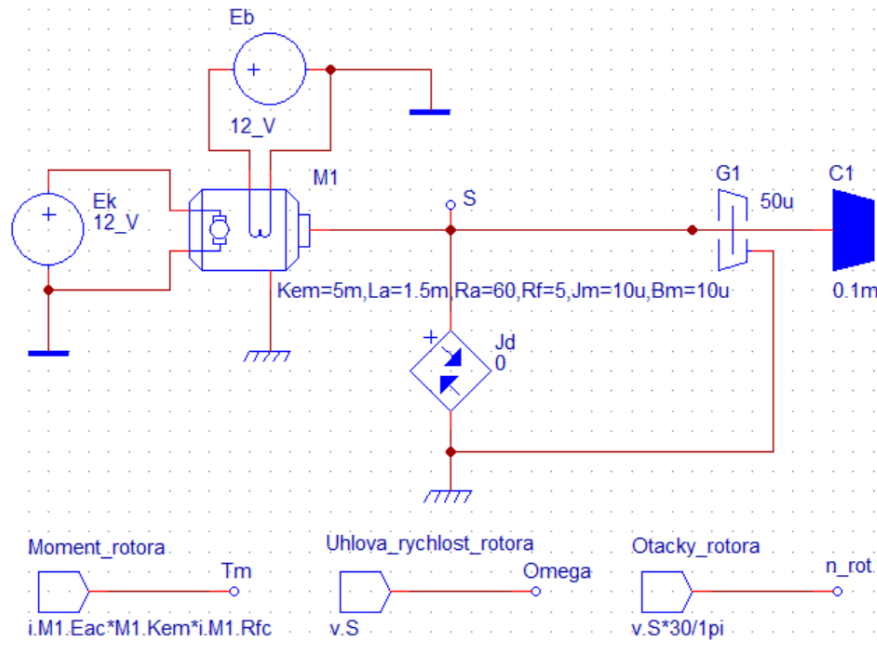 Eb
+
12_V
M1
Ek
+
12_V
S
G1
50u
C1
Kem=5m,La=1.5m,Ra=60,Rf=5,Jm=10u,Bm=10u
0.1m
+
Jd
0
Moment_rotora
Uhlova_rychlost_rotora
Otacky_rotora
Tm
Omega
n_rot
i.M1.Eac*M1.Kem*i.M1.Rfc
v.S
v.S*30/1pi